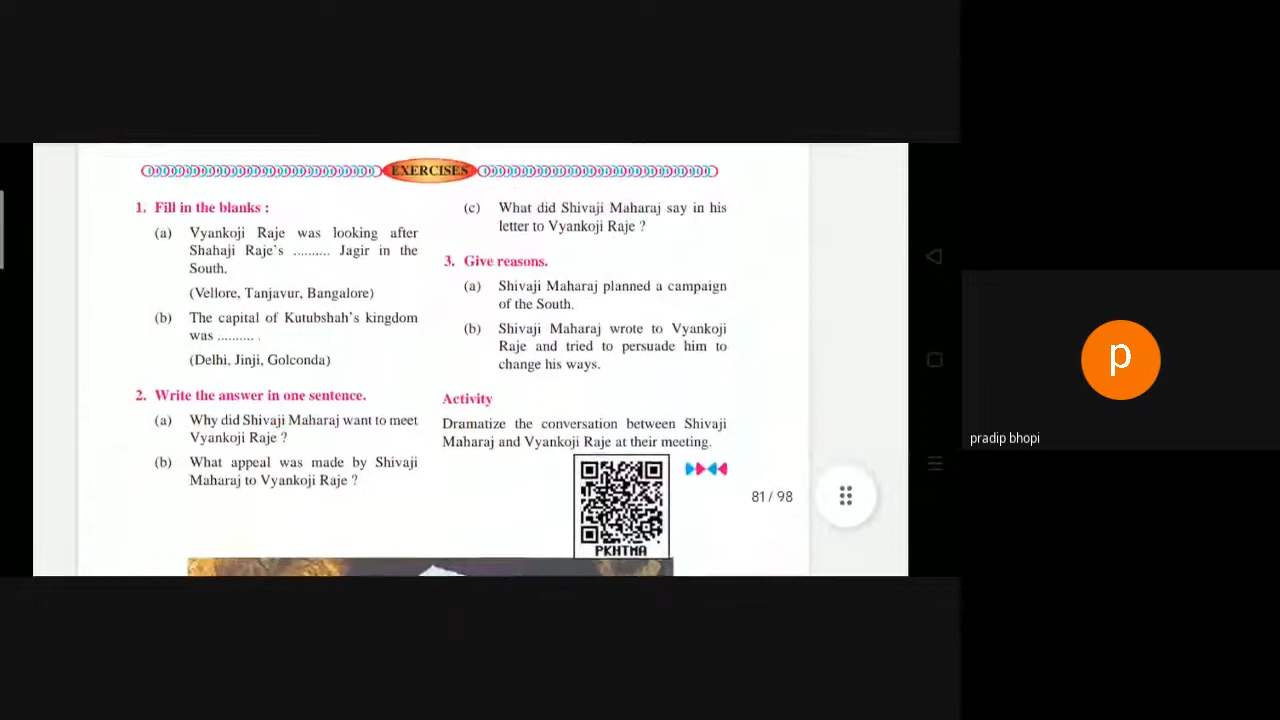 EXERCISES
1. Fill in the blanks :
(a) Vyankoji Raje was looking after
Shahaji Raje's .......... Jagir in the
South.
(Vellore, Tanjavur, Bangalore)
(b) The capital of Kutubshah's kingdom
was .......... .
(Delhi, Jinji, Golconda)
2. Write the answer in one sentence.
(a) Why did Shivaji Maharaj want to meet
Vyankoji Raje ?
(b) What appeal was made by Shivaji
Maharaj to Vyankoji Raje ?
(c) What did Shivaji Maharaj say in his
letter to Vyankoji Raje ?
3. Give reasons.
(a) Shivaji Maharaj planned a campaign
of the South.
(b) Shivaji Maharaj wrote to Vyankoji
Raje and tried to persuade him to
change his ways.
Activity
Dramatize the conversation between Shivaji
Maharaj and Vyankoji Raje at their meeting.
PKHTMA
81 / 98
p
pradip bhopi